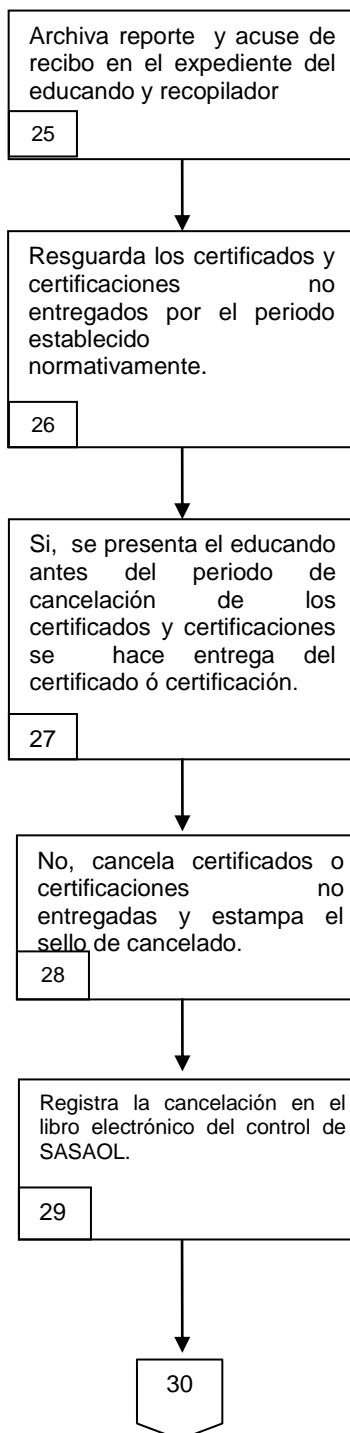 Archiva reporte y acuse de
recibo en el expediente del
educando y recopilador
25
Resguarda los certificados y
certificaciones no
entregados por el periodo
establecido
normativamente.
26
Si, se presenta el educando
antes del periodo de
cancelación de los
certificados y certificaciones
se hace entrega del
certificado ó certificación.
27
No, cancela certificados o
certificaciones no
entregadas y estampa el
sello de cancelado.
28
Registra la cancelación en el
libro electrónico del control de
SASAOL.
29
30